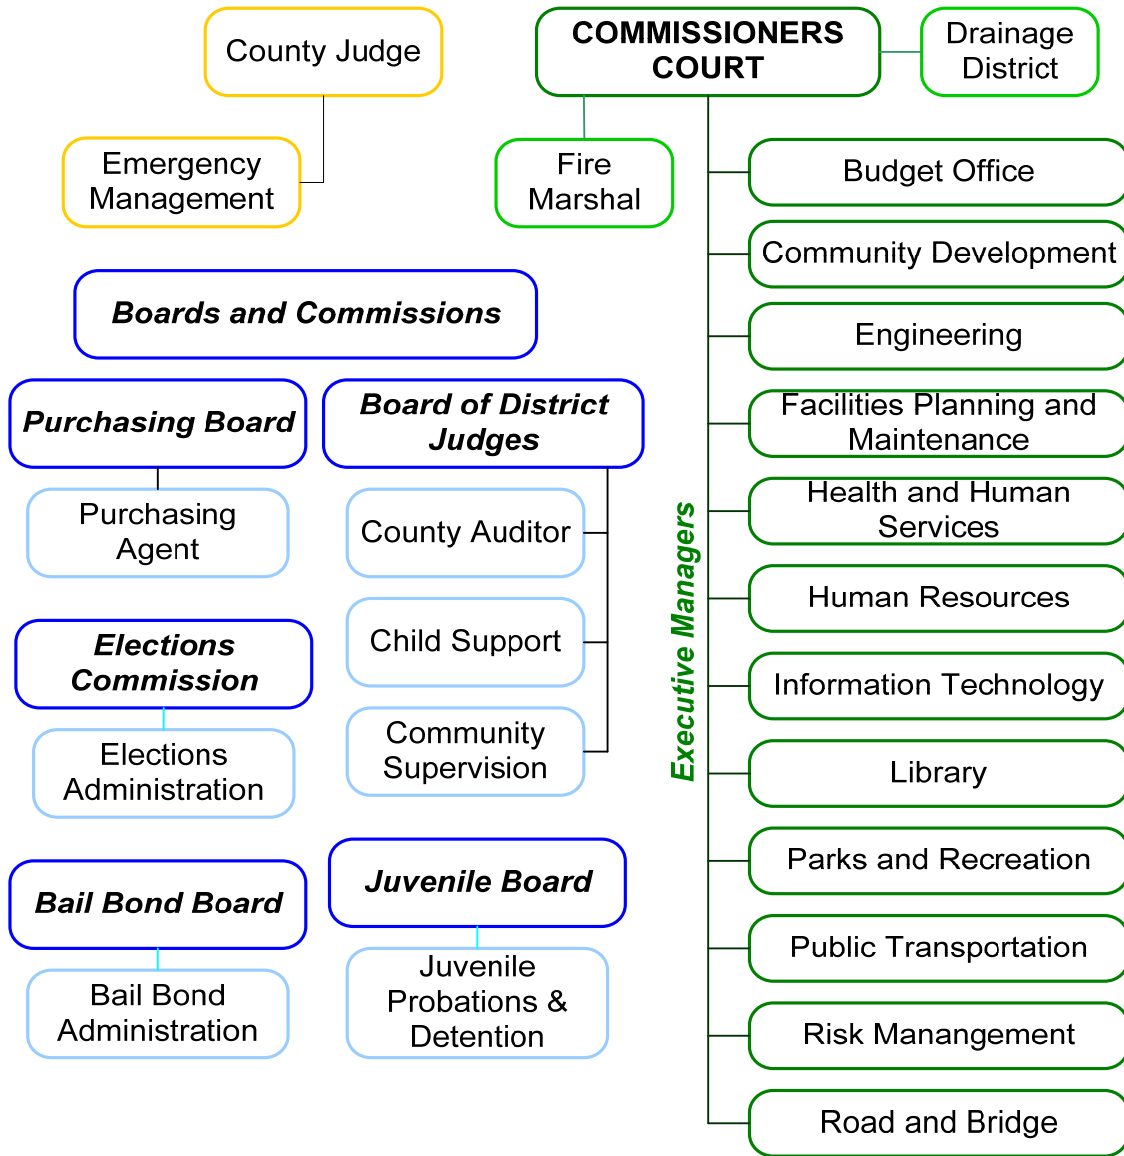 County Judge
COMMISSIONERS
COURT
Drainage
District
Emergency
Management
Fire
Marshal
Boards and Commissions
Purchasing Board
Purchasing
Agent
Board of District
Judges
County Auditor
Child Support
Community
Supervision
Elections
Commission
Elections
Administration
Bail Bond Board
Bail Bond
Administration
Juvenile Board
Juvenile
Probations &
Detention
Executive Managers
Budget Office
Community Development
Engineering
Facilities Planning and
Maintenance
Health and Human
Services
Human Resources
Information Technology
Library
Parks and Recreation
Public Transportation
Risk Manangement
Road and Bridge